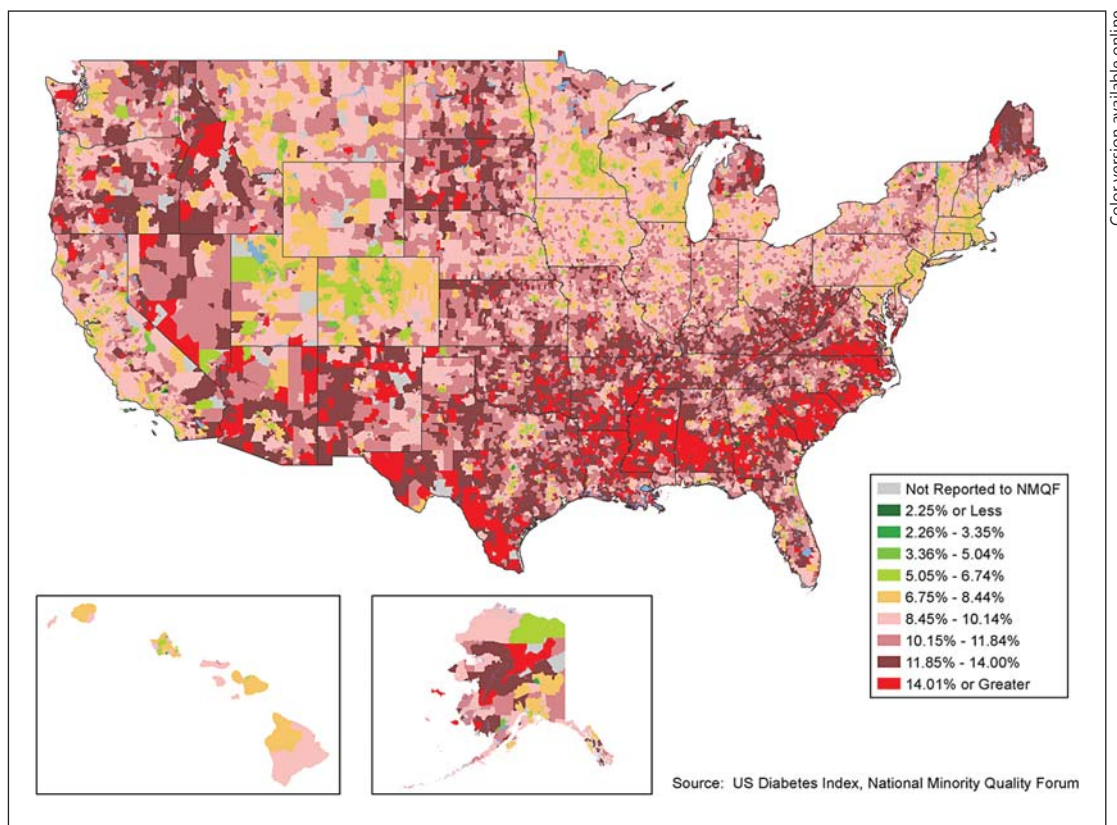 Color version available online
Not Reported to NMQF
2.25% or Less
2.26% - 3.35%
3.36% - 5.04%
5.05% - 6.74%
6.75% - 8.44%
8.45% - 10.14%
10.15% - 11.84%
11.85% - 14.00%
14.01% or Greater
Source: US Diabetes Index, National Minority Quality Forum